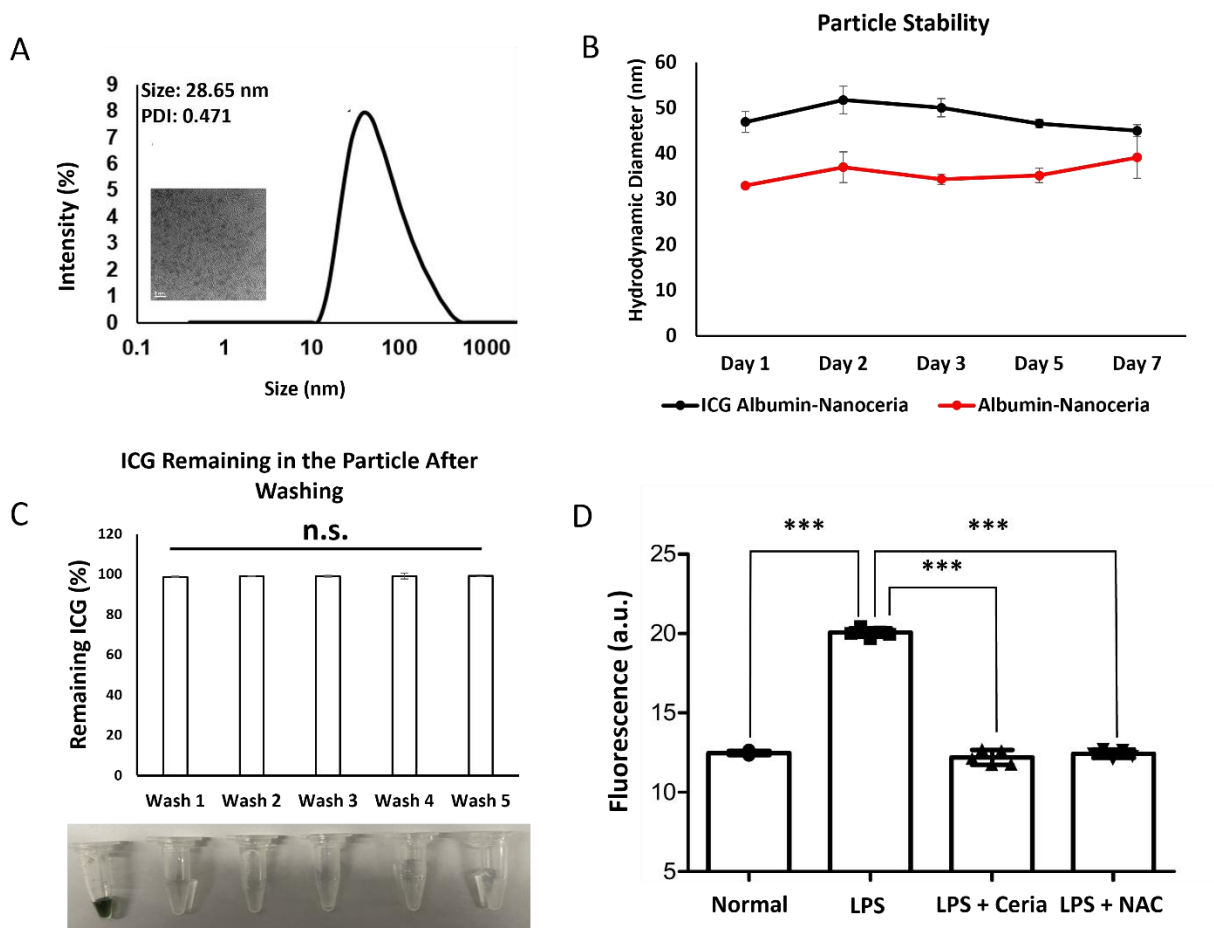 A
Size: 28.65 nm
PDI: 0.471
9
8
7
6
5
4
3
2
1
0
Intensity (%)
0.1 1 10 100 1000
Size (nm)
B
Particle Stability
60
50
40
30
20
10
0
Hydrodynamic Diameter (nm)
Day 1 Day 2 Day 3 Day 5 Day 7
ICG Albumin-Nanoceria Albumin-Nanoceria
C
ICG Remaining in the Particle After
Washing
n.s.
120
100
80
60
40
20
0
Remaining ICG (%)
Wash 1 Wash 2 Wash 3 Wash 4 Wash 5
D
*** ***
***
25
20
15
10
5
Fluorescence (a.u.)
Normal LPS LPS + Ceria LPS + NAC